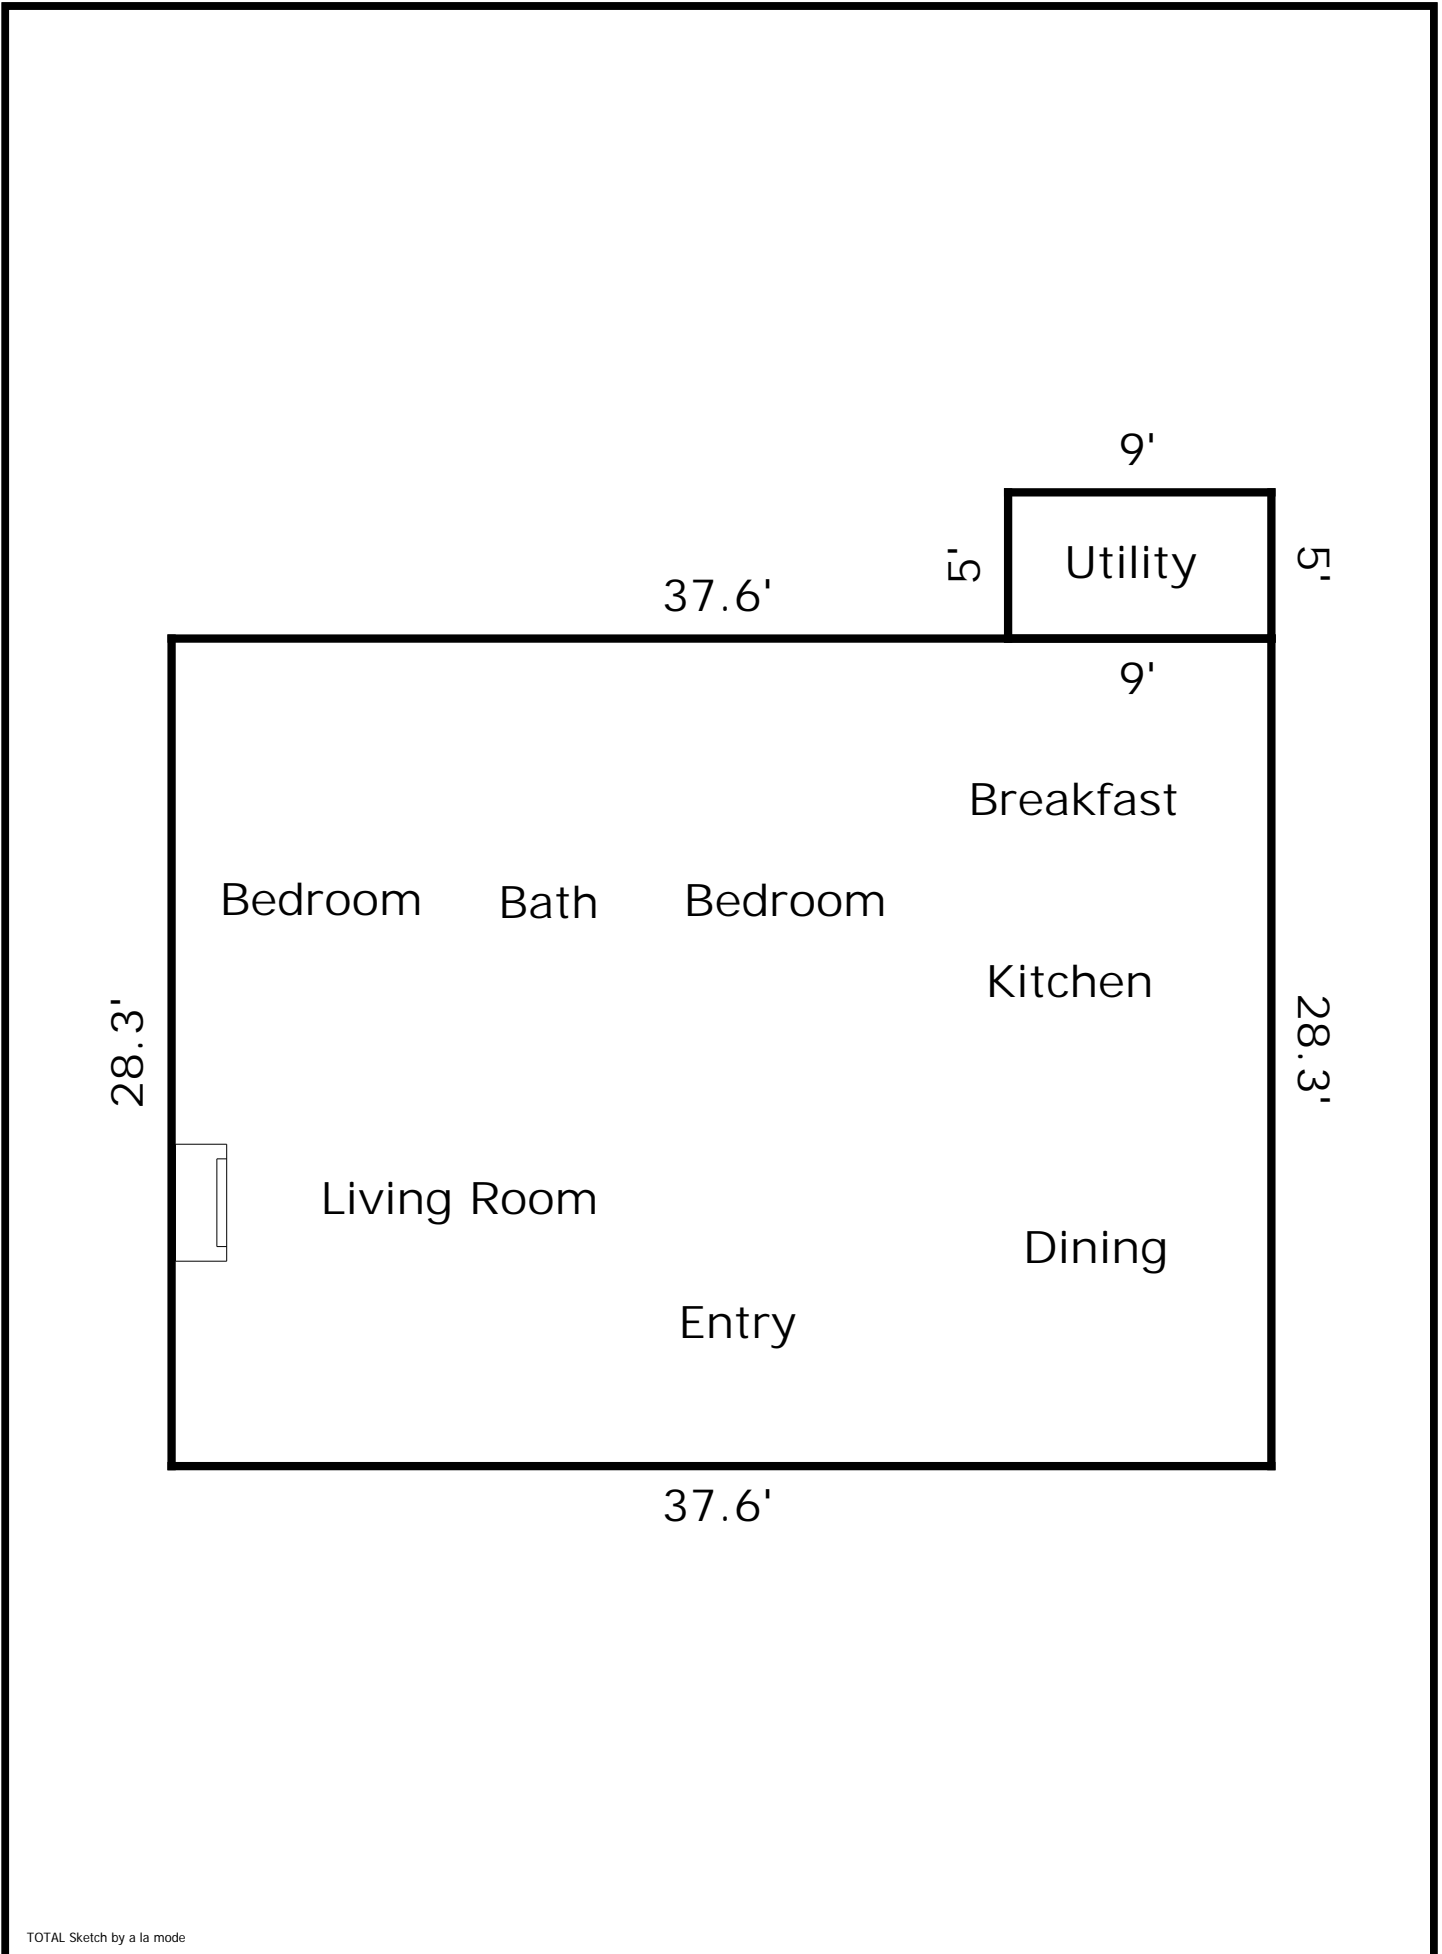 9'
5'
Utility
5'
37.6'
9'
Breakfast
Bedroom Bath Bedroom
Kitchen
28.3'
28.3'
Living Room
Dining
Entry
37.6'
TOTAL Sketch by a la mode